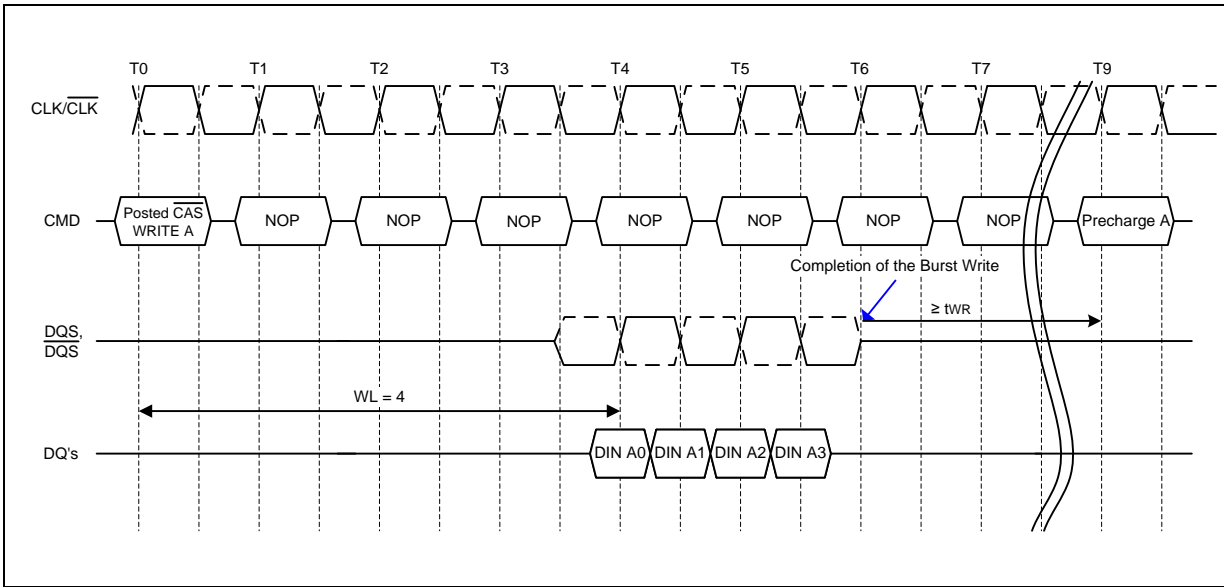 T0 T1 T2 T3 T4 T5 T6 T7 T9
CLK/CLK
CMD
Posted CAS
WRITE A
NOP NOP NOP NOP NOP NOP NOP Precharge A
Completion of the Burst Write
≥ tWR
DQS,
DQS
WL = 4
DQ's
DIN A0 DIN A1 DIN A2 DIN A3